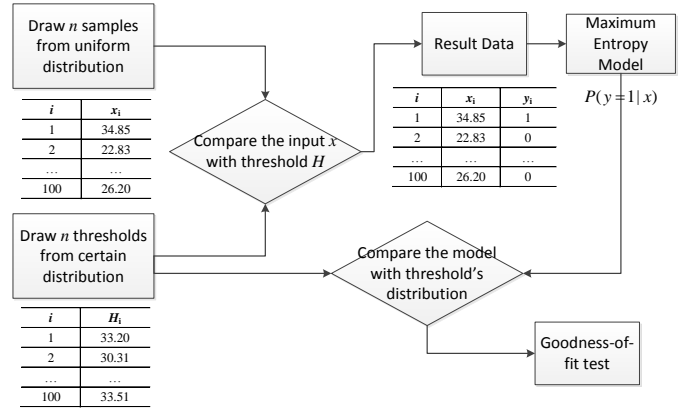 Draw n samples
from uniform
distribution
i xi
1 34.85
2 22.83
… …
100 26.20
Compare the input x
with threshold H
Result Data
i xi yi
1 34.85 1
2 22.83 0
… … …
100 26.20 0
Maximum
Entropy
Model
P(y=1|x)
Draw n thresholds
from certain
distribution
i Hi
1 33.20
2 30.31
… …
100 33.51
Compare the model
with threshold's
distribution
Goodness-of-
fit test